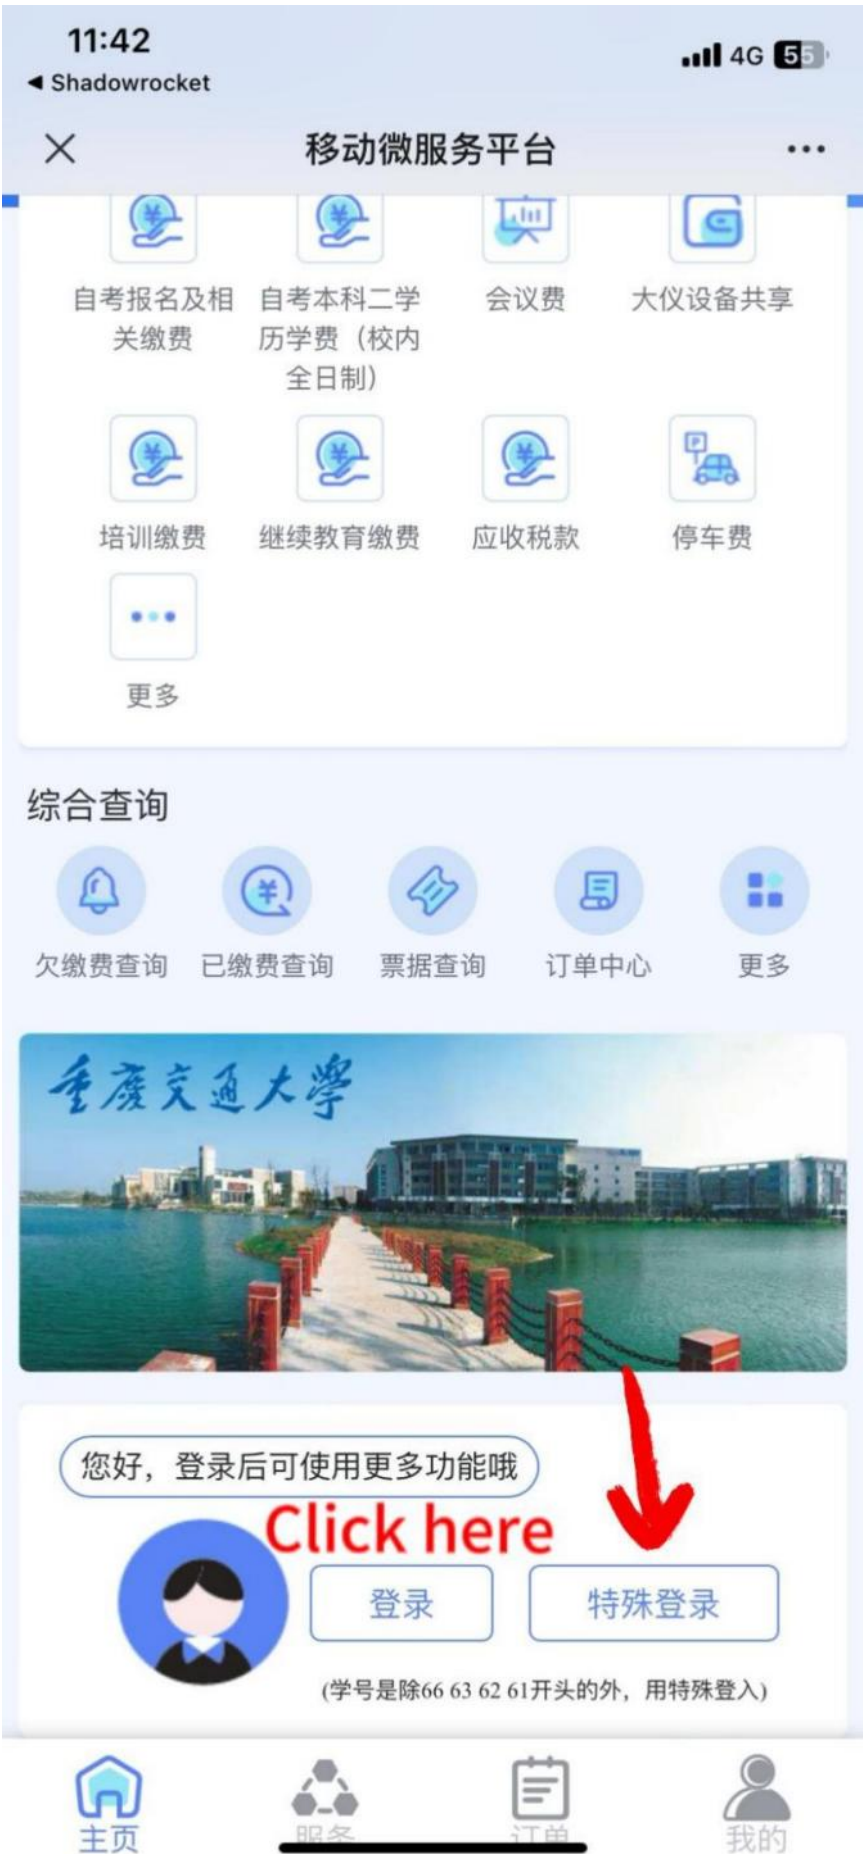 11:42
4G 55
◀ Shadowrocket
移动微服务平台
自考报名及相关缴费
自考本科二学历学费（校内全日制）
会议费
大仪设备共享
培训缴费
继续教育缴费
应收税款
停车费
更多
综合查询
欠缴费查询
已缴费查询
票据查询
订单中心
更多
重庆交通大學
您好，登录后可使用更多功能哦
Click here
登录
特殊登录
(学号是除66 63 62 61开头的外，用特殊登入)
主页
服务
订单
我的